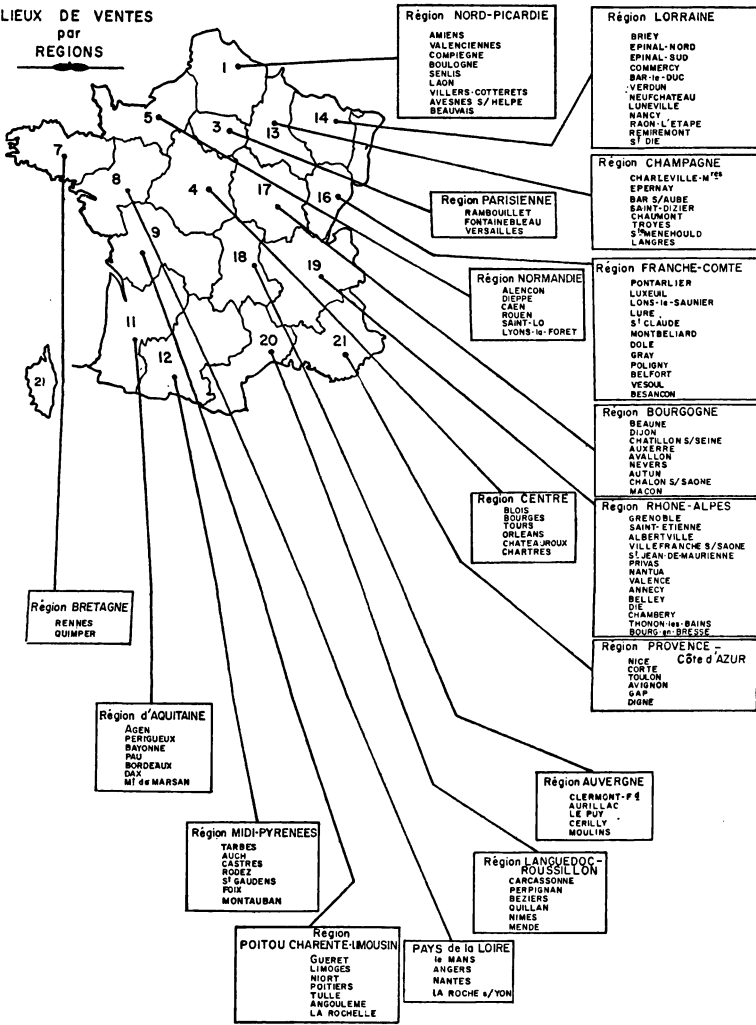 LIEUX DE VENTES
par
REGIONS
1
5
3
13
14
7
8
4
17
16
9
18
19
11
12
20
21
21
Région NORD-PICARDIE
AMIENS
VALENCIENNES
COMPIEGNE
BOULOGNE
SENLIS
LAON
VILLERS-COTTERETS
AVESNES S/HELPE
BEAUVAIS
Région LORRAINE
BRIEY
EPINAL-NORD
EPINAL-SUD
COMMERCY
BAR-le-DUC
VERDUN
NEUFCHATEAU
LUNEVILLE
NANCY
RAON-L'ETAPE
REMIREMONT
St DIE
Région CHAMPAGNE
CHARLEVILLE-Mres
EPERNAY
BAR S/AUBE
SAINT-DIZIER
CHAUMONT
TROYES
Ste MENEHOULD
LANGRES
Region PARISIENNE
RAMBOUILLET
FONTAINEBLEAU
VERSAILLES
Région NORMANDIE
ALENCON
DIEPPE
CAEN
ROUEN
SAINT-LO
LYONS-la-FORET
Région FRANCHE-COMTE
PONTARLIER
LUXEUIL
LONS-le-SAUNIER
LURE
St CLAUDE
MONTBELIARD
DOLE
GRAY
POLIGNY
BELFORT
VESOUL
BESANCON
Région BOURGOGNE
BEAUNE
DIJON
CHATILLON S/SEINE
AUXERRE
AVALLON
NEVERS
AUTUN
CHALON S/SAONE
MACON
Région CENTRE
BLOIS
BOURGES
TOURS
ORLEANS
CHATEAUROUX
CHARTRES
Région RHONE-ALPES
GRENOBLE
SAINT-ETIENNE
ALBERTVILLE
VILLEFRANCHE S/SAONE
St JEAN-DE-MAURIENNE
PRIVAS
NANTUA
VALENCE
ANNECY
BELLEY
DIE
CHAMBERY
THONON-les-BAINS
BOURG-en-BRESSE
Région BRETAGNE
RENNES
QUIMPER
Région PROVENCE-
Côte d'AZUR
NICE
CORTE
TOULON
AVIGNON
GAP
DIGNE
Région d'AQUITAINE
AGEN
PERIGUEUX
BAYONNE
PAU
BORDEAUX
DAX
Mt de MARSAN
Région AUVERGNE
CLERMONT-Fd
AURILLAC
LE PUY
CERILLY
MOULINS
Région MIDI-PYRENEES
TARBES
AUCH
CASTRES
RODEZ
St GAUDENS
FOIX
MONTAUBAN
Région LANGUEDOC-
ROUSSILLON
CARCASSONNE
PERPIGNAN
BEZIERS
QUILLAN
NIMES
MENDE
Région
POITOU CHARENTE-LIMOUSIN
GUERET
LIMOGES
NIORT
POITIERS
TULLE
ANGOULEME
LA ROCHELLE
PAYS de la LOIRE
le MANS
ANGERS
NANTES
LA ROCHE s/YON